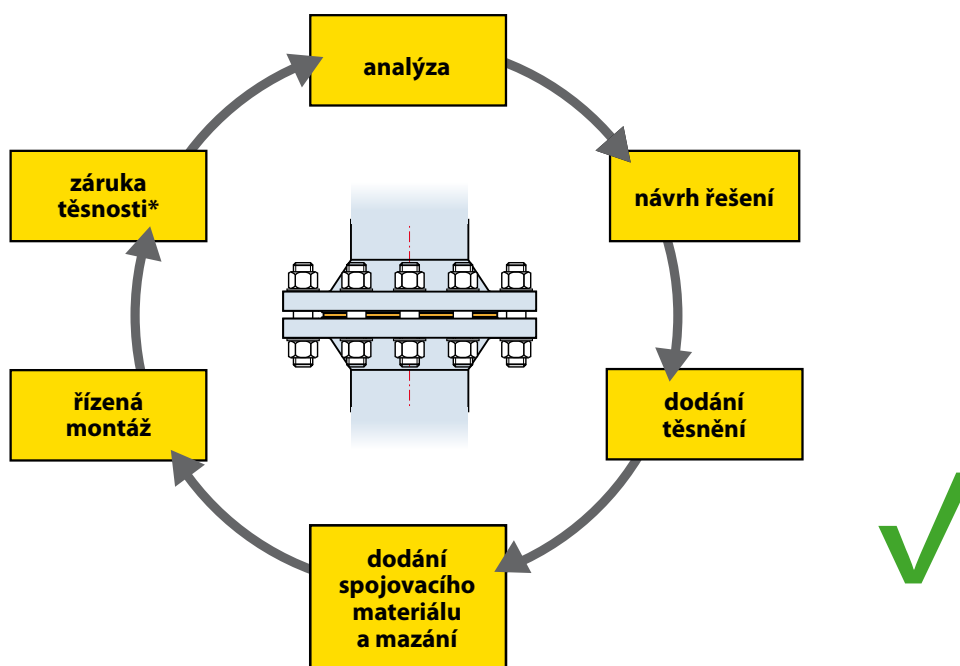 analýza
návrh řešení
dodání
těsnění
dodání
spojovacího
materiálu
a mazání
řízená
montáž
záruka
těsnosti*